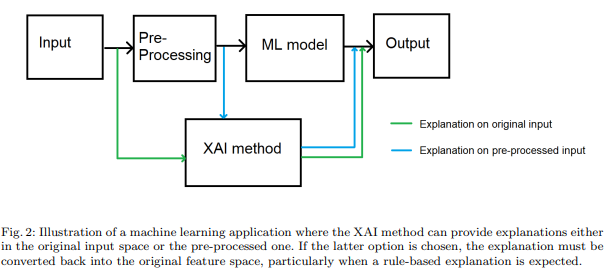 Input
Pre-
Processing
ML model
Output
XAI method
Explanation on original input
Explanation on pre-processed input
Fig. 2: Illustration of a machine learning application where the XAI method can provide explanations either
in the original input space or the pre-processed one. If the latter option is chosen, the explanation must be
converted back into the original feature space, particularly when a rule-based explanation is expected.